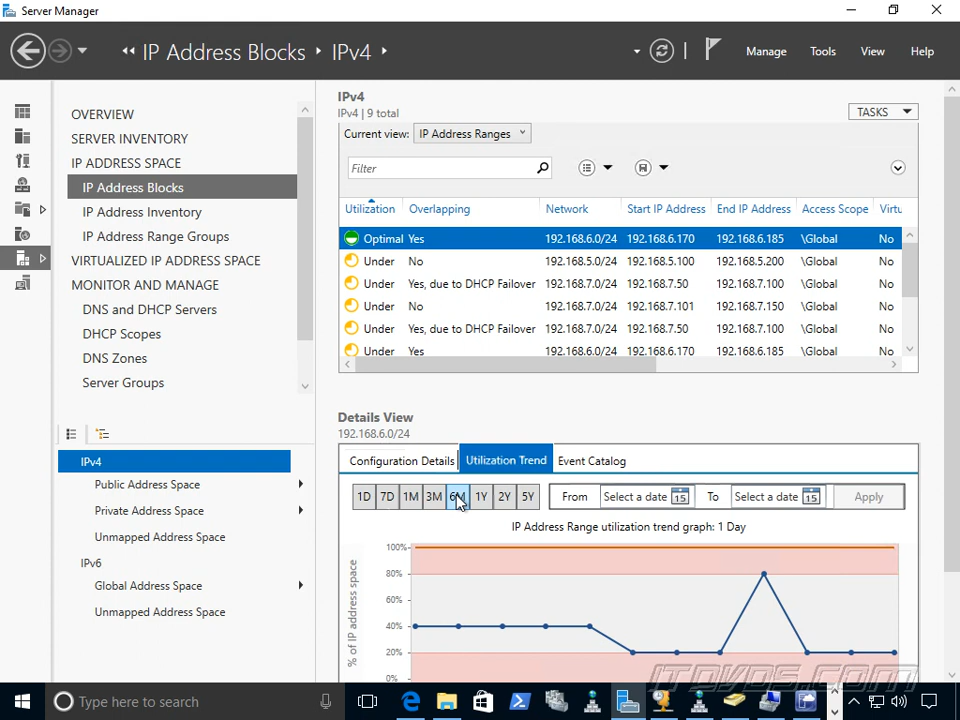 Server Manager
IP Address Blocks IPv4
Manage Tools View Help
OVERVIEW
SERVER INVENTORY
IP ADDRESS SPACE
IP Address Blocks
IP Address Inventory
IP Address Range Groups
VIRTUALIZED IP ADDRESS SPACE
MONITOR AND MANAGE
DNS and DHCP Servers
DHCP Scopes
DNS Zones
Server Groups
IPv4
Public Address Space
Private Address Space
Unmapped Address Space
IPv6
Global Address Space
Unmapped Address Space
IPv4
IPv4 | 9 total
TASKS
Current view: IP Address Ranges
Filter
Utilization Overlapping Network Start IP Address End IP Address Access Scope Virtu
Optimal Yes 192.168.6.0/24 192.168.6.170 192.168.6.185 \Global No
Under No 192.168.5.0/24 192.168.5.100 192.168.5.200 \Global No
Under Yes, due to DHCP Failover 192.168.7.0/24 192.168.7.50 192.168.7.100 \Global No
Under No 192.168.7.0/24 192.168.7.101 192.168.7.150 \Global No
Under Yes, due to DHCP Failover 192.168.7.0/24 192.168.7.50 192.168.7.100 \Global No
Under Yes 192.168.6.0/24 192.168.6.170 192.168.6.185 \Global No
Details View
192.168.6.0/24
Configuration Details Utilization Trend Event Catalog
1D 7D 1M 3M 6M 1Y 2Y 5Y From Select a date 15 To Select a date 15 Apply
IP Address Range utilization trend graph: 1 Day
% of IP address space
100%
80%
60%
40%
20%
0%
ITDVDS.COM
Type here to search